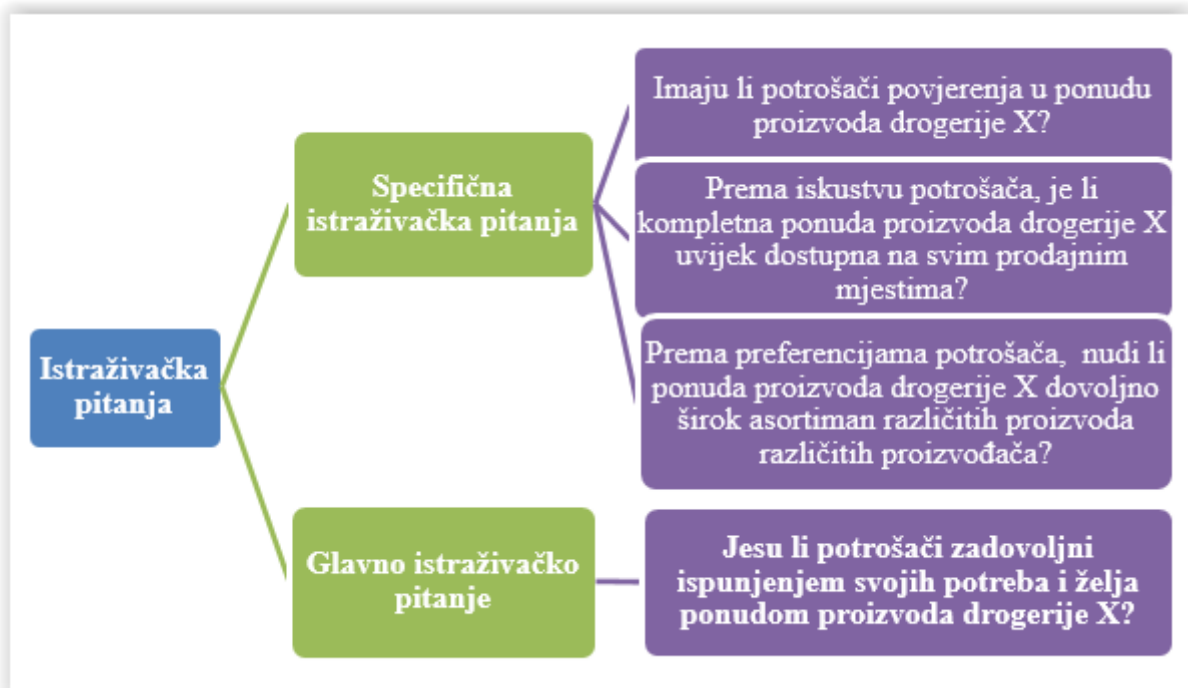 Istraživačka
pitanja
Specifična
istraživačka pitanja
Imaju li potrošači povjerenja u ponudu
proizvoda drogerije X?
Prema iskustvu potrošača, je li
kompletna ponuda proizvoda drogerije X
uvijek dostupna na svim prodajnim
mjestima?
Prema preferencijama potrošača, nudi li
ponuda proizvoda drogerije X dovoljno
širok asortiman različitih proizvoda
različitih proizvođača?
Glavno istraživačko
pitanje
Jesu li potrošači zadovoljni
ispunjenjem svojih potreba i želja
ponudom proizvoda drogerije X?